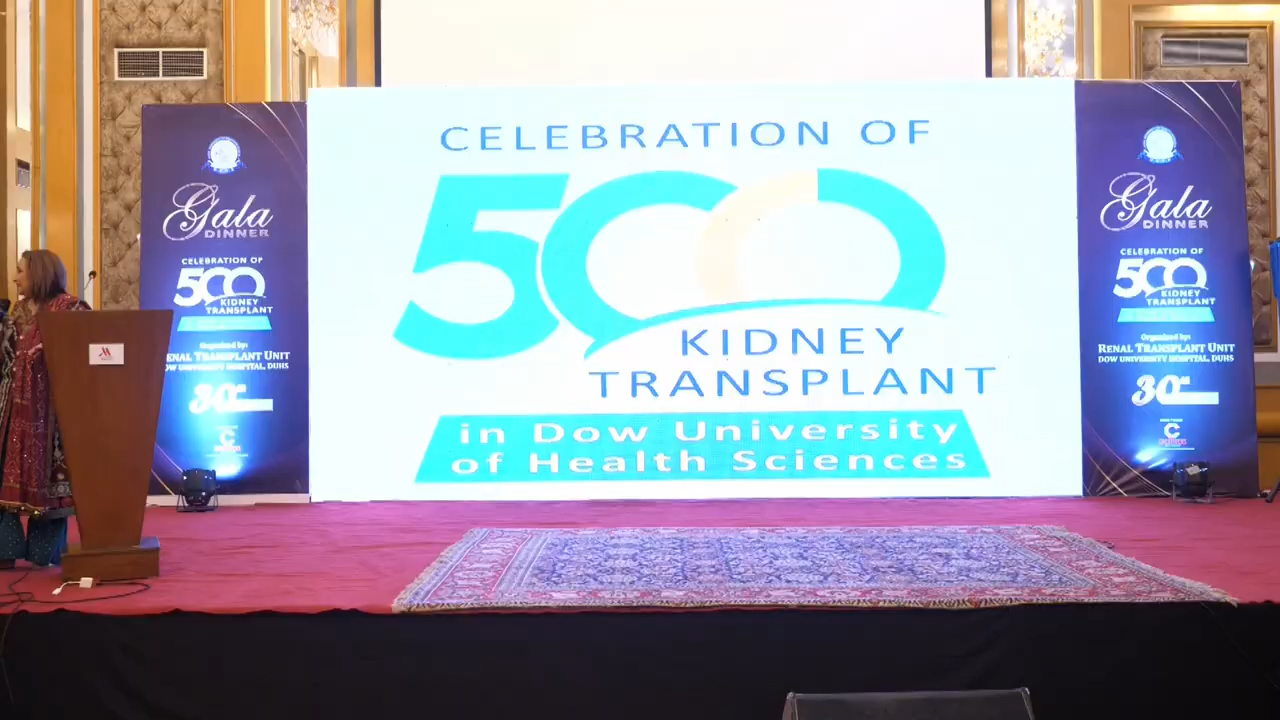 CELEBRATION OF
500
KIDNEY
TRANSPLANT
in Dow University
of Health Sciences
Gala
DINNER
CELEBRATION OF
500
KIDNEY
TRANSPLANT
Organized by:
RENAL TRANSPLANT UNIT
DOW UNIVERSITY HOSPITAL, DUHS
30
Gala
DINNER
CELEBRATION OF
500
KIDNEY
TRANSPLANT
Organized by:
RENAL TRANSPLANT UNIT
DOW UNIVERSITY HOSPITAL, DUHS
30